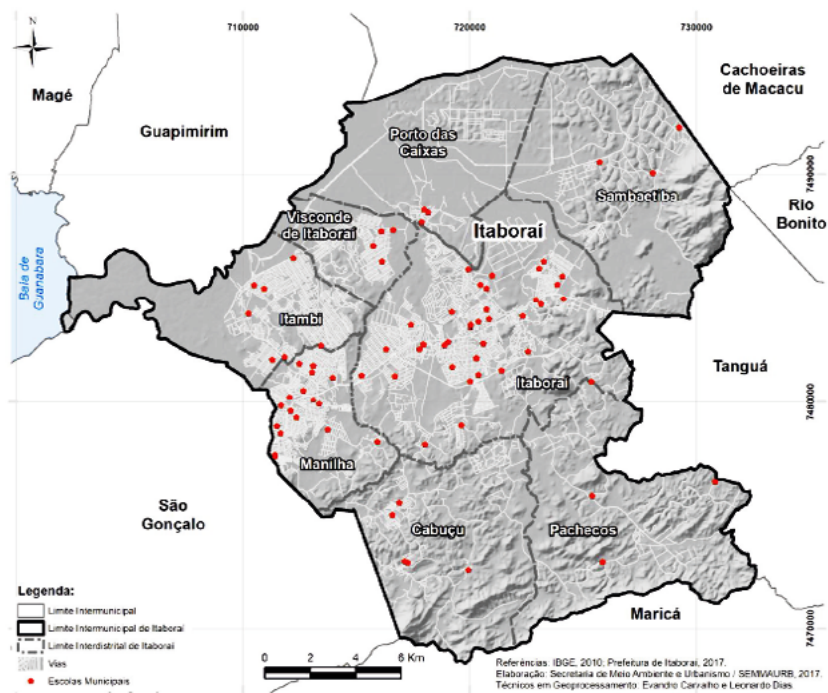 N
710000
720000
730000
Magé
Guapimirim
Cachoeiras
de Macacu
Porto das
Caixas
7490000
Sambaetiba
Rio
Bonito
Visconde
de Itaboraí
Itaboraí
Baía de
Guanabara
Itambi
Tanguá
Itaboraí
7480000
Manilha
São
Gonçalo
Cabuçu
Pachecos
Maricá
7470000
Legenda:
Limite Intermunicipal
Limite Intermunicipal de Itaboraí
Limite Interdistrital de Itaboraí
Vias
Escolas Municipais
0 2 4 6 Km
Referências: IBGE, 2010; Prefeitura de Itaboraí, 2017.
Elaboração: Secretaria de Meio Ambiente e Urbanismo / SEMMAURB, 2017.
Técnicos em Geoprocessamento: Evandro Carvalho e Leonardo Dias.